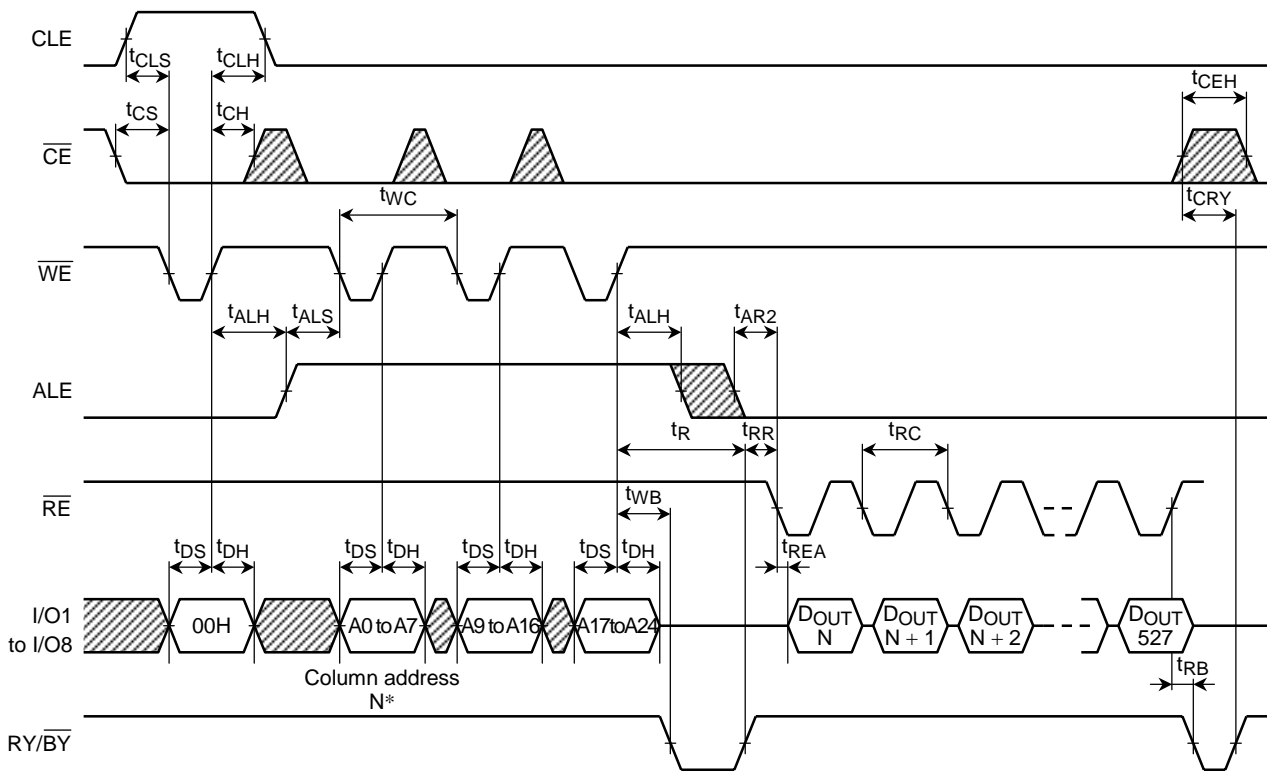 CLE
tCLS
tCLH
tCEH
tCS
tCH
CE
tWC
tCRY
WE
tALH
tALS
tALH
tAR2
ALE
tR
tRR
tRC
RE
tWB
tREA
tDS
tDH
tDS
tDH
tDS
tDH
tDS
tDH
I/O1
to I/O8
00H
A0 to A7
A9 to A16
A17 to A24
DOUT
N
DOUT
N + 1
DOUT
N + 2
DOUT
527
Column address
N*
tRB
RY/BY